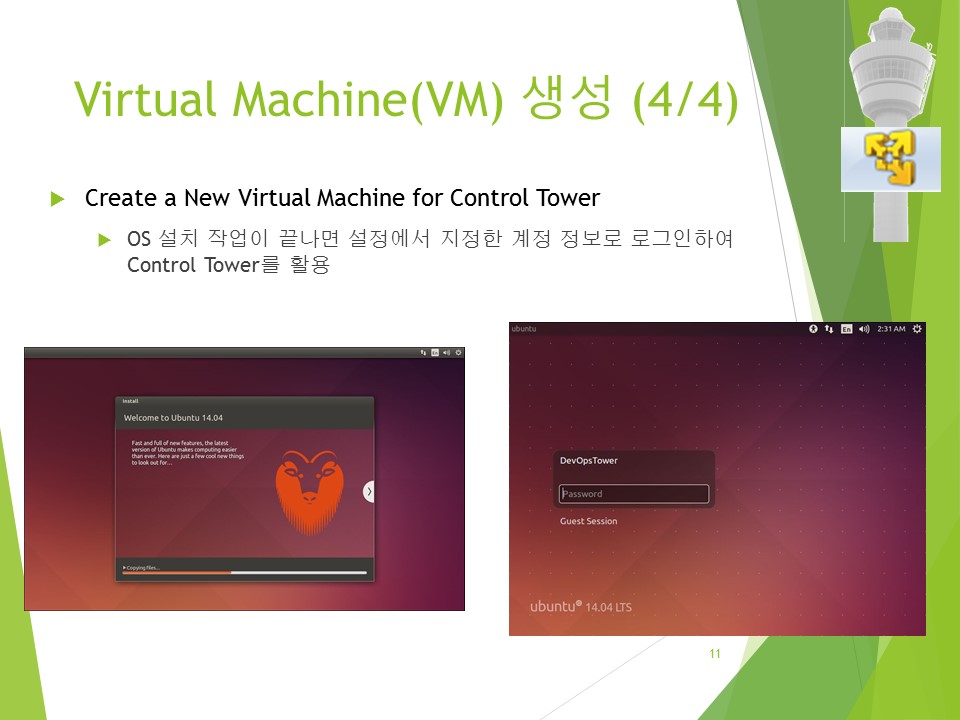 Virtual Machine(VM) 생성 (4/4)
Create a New Virtual Machine for Control Tower
OS 설치 작업이 끝나면 설정에서 지정한 계정 정보로 로그인하여
Control Tower를 활용
En
Install
Welcome to Ubuntu 14.04
Fast and full of new features, the latest
version of Ubuntu makes computing easier
than ever. Here are just a few cool new things
to look out for...
Copying files...
ubuntu
En
2:31 AM
DevOpsTower
Password
Guest Session
ubuntu® 14.04 LTS
11